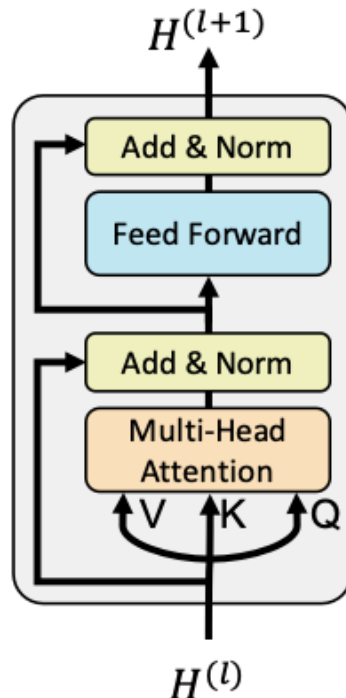 H^{(l+1)}
Add & Norm
Feed Forward
Add & Norm
Multi-Head
Attention
V K Q
H^{(l)}